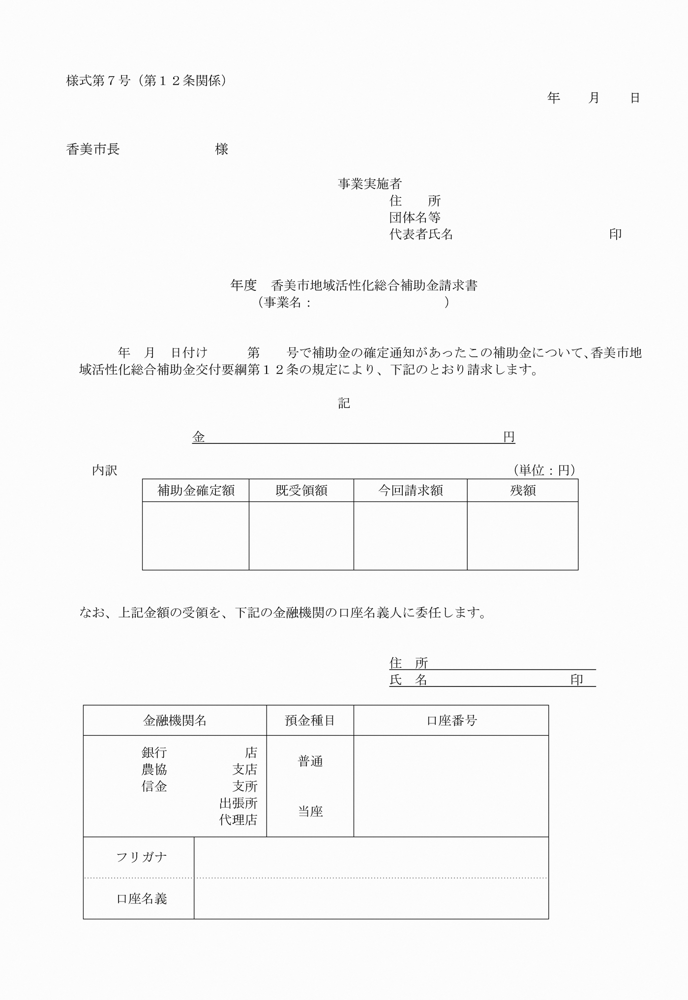 様式第７号（第１２条関係）
年　　月　　日
香美市長　　　　　　　様
事業実施者
住　　所
団体名等
代表者氏名　　　　　　　　　　　　印
年度　香美市地域活性化総合補助金請求書
（事業名：　　　　　　　　　　）
年　月　日付け　　　第　　号で補助金の確定通知があったこの補助金について、香美市地
域活性化総合補助金交付要綱第１２条の規定により、下記のとおり請求します。
記
金　　　　　　　　　　　　　　　　　　　　　　　円
内訳　　　　　　　　　　　　　　　　　　（単位：円）
補助金確定額　既受領額　今回請求額　残額
なお、上記金額の受領を、下記の金融機関の口座名義人に委任します。
住　所
氏　名　　　　　　　　　　　印
金融機関名　預金種目　口座番号
銀行　　　　　　店
農協　　　　　支店
信金　　　　　支所
出張所
代理店
普通
当座
フリガナ
口座名義